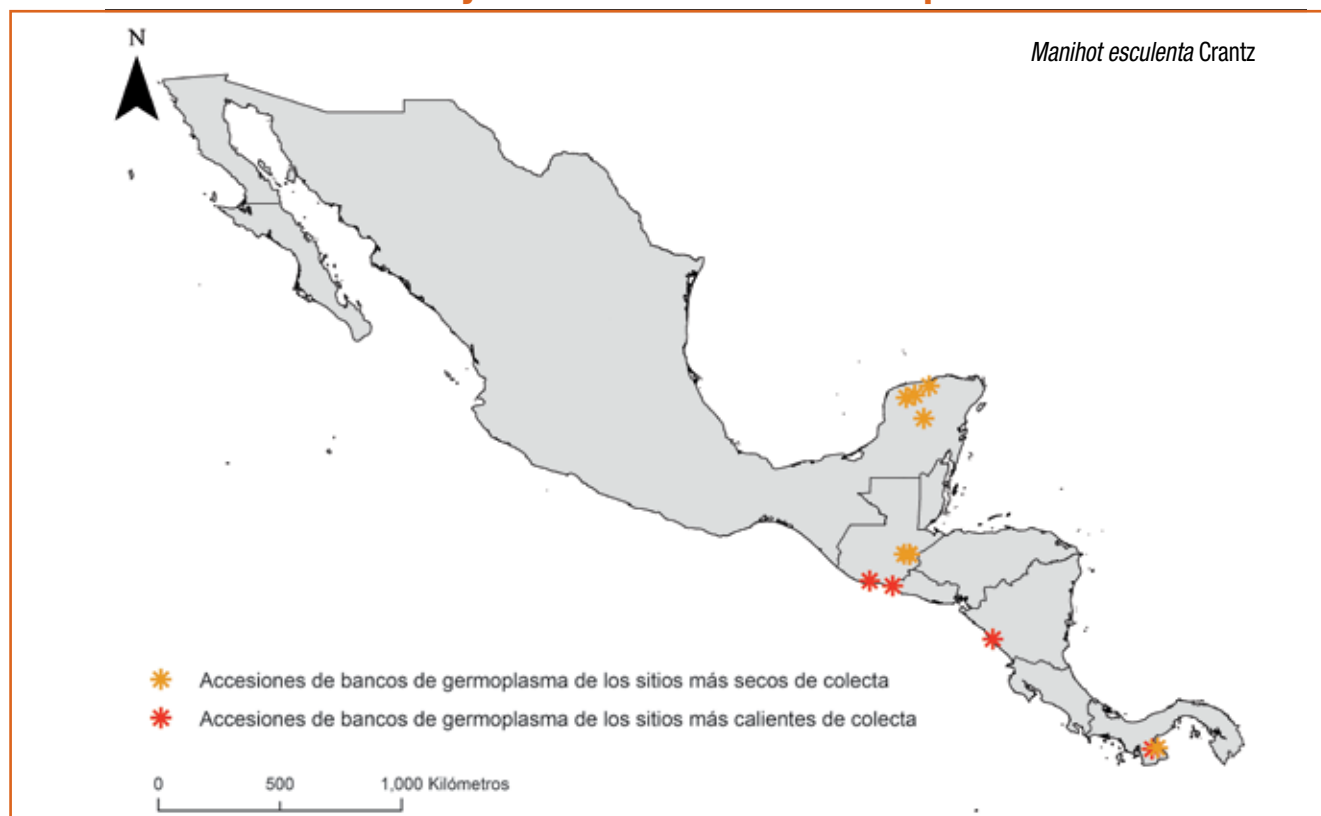 N
Manihot esculenta Crantz
Accesiones de bancos de germoplasma de los sitios más secos de colecta
Accesiones de bancos de germoplasma de los sitios más calientes de colecta
0 500 1,000 Kilómetros